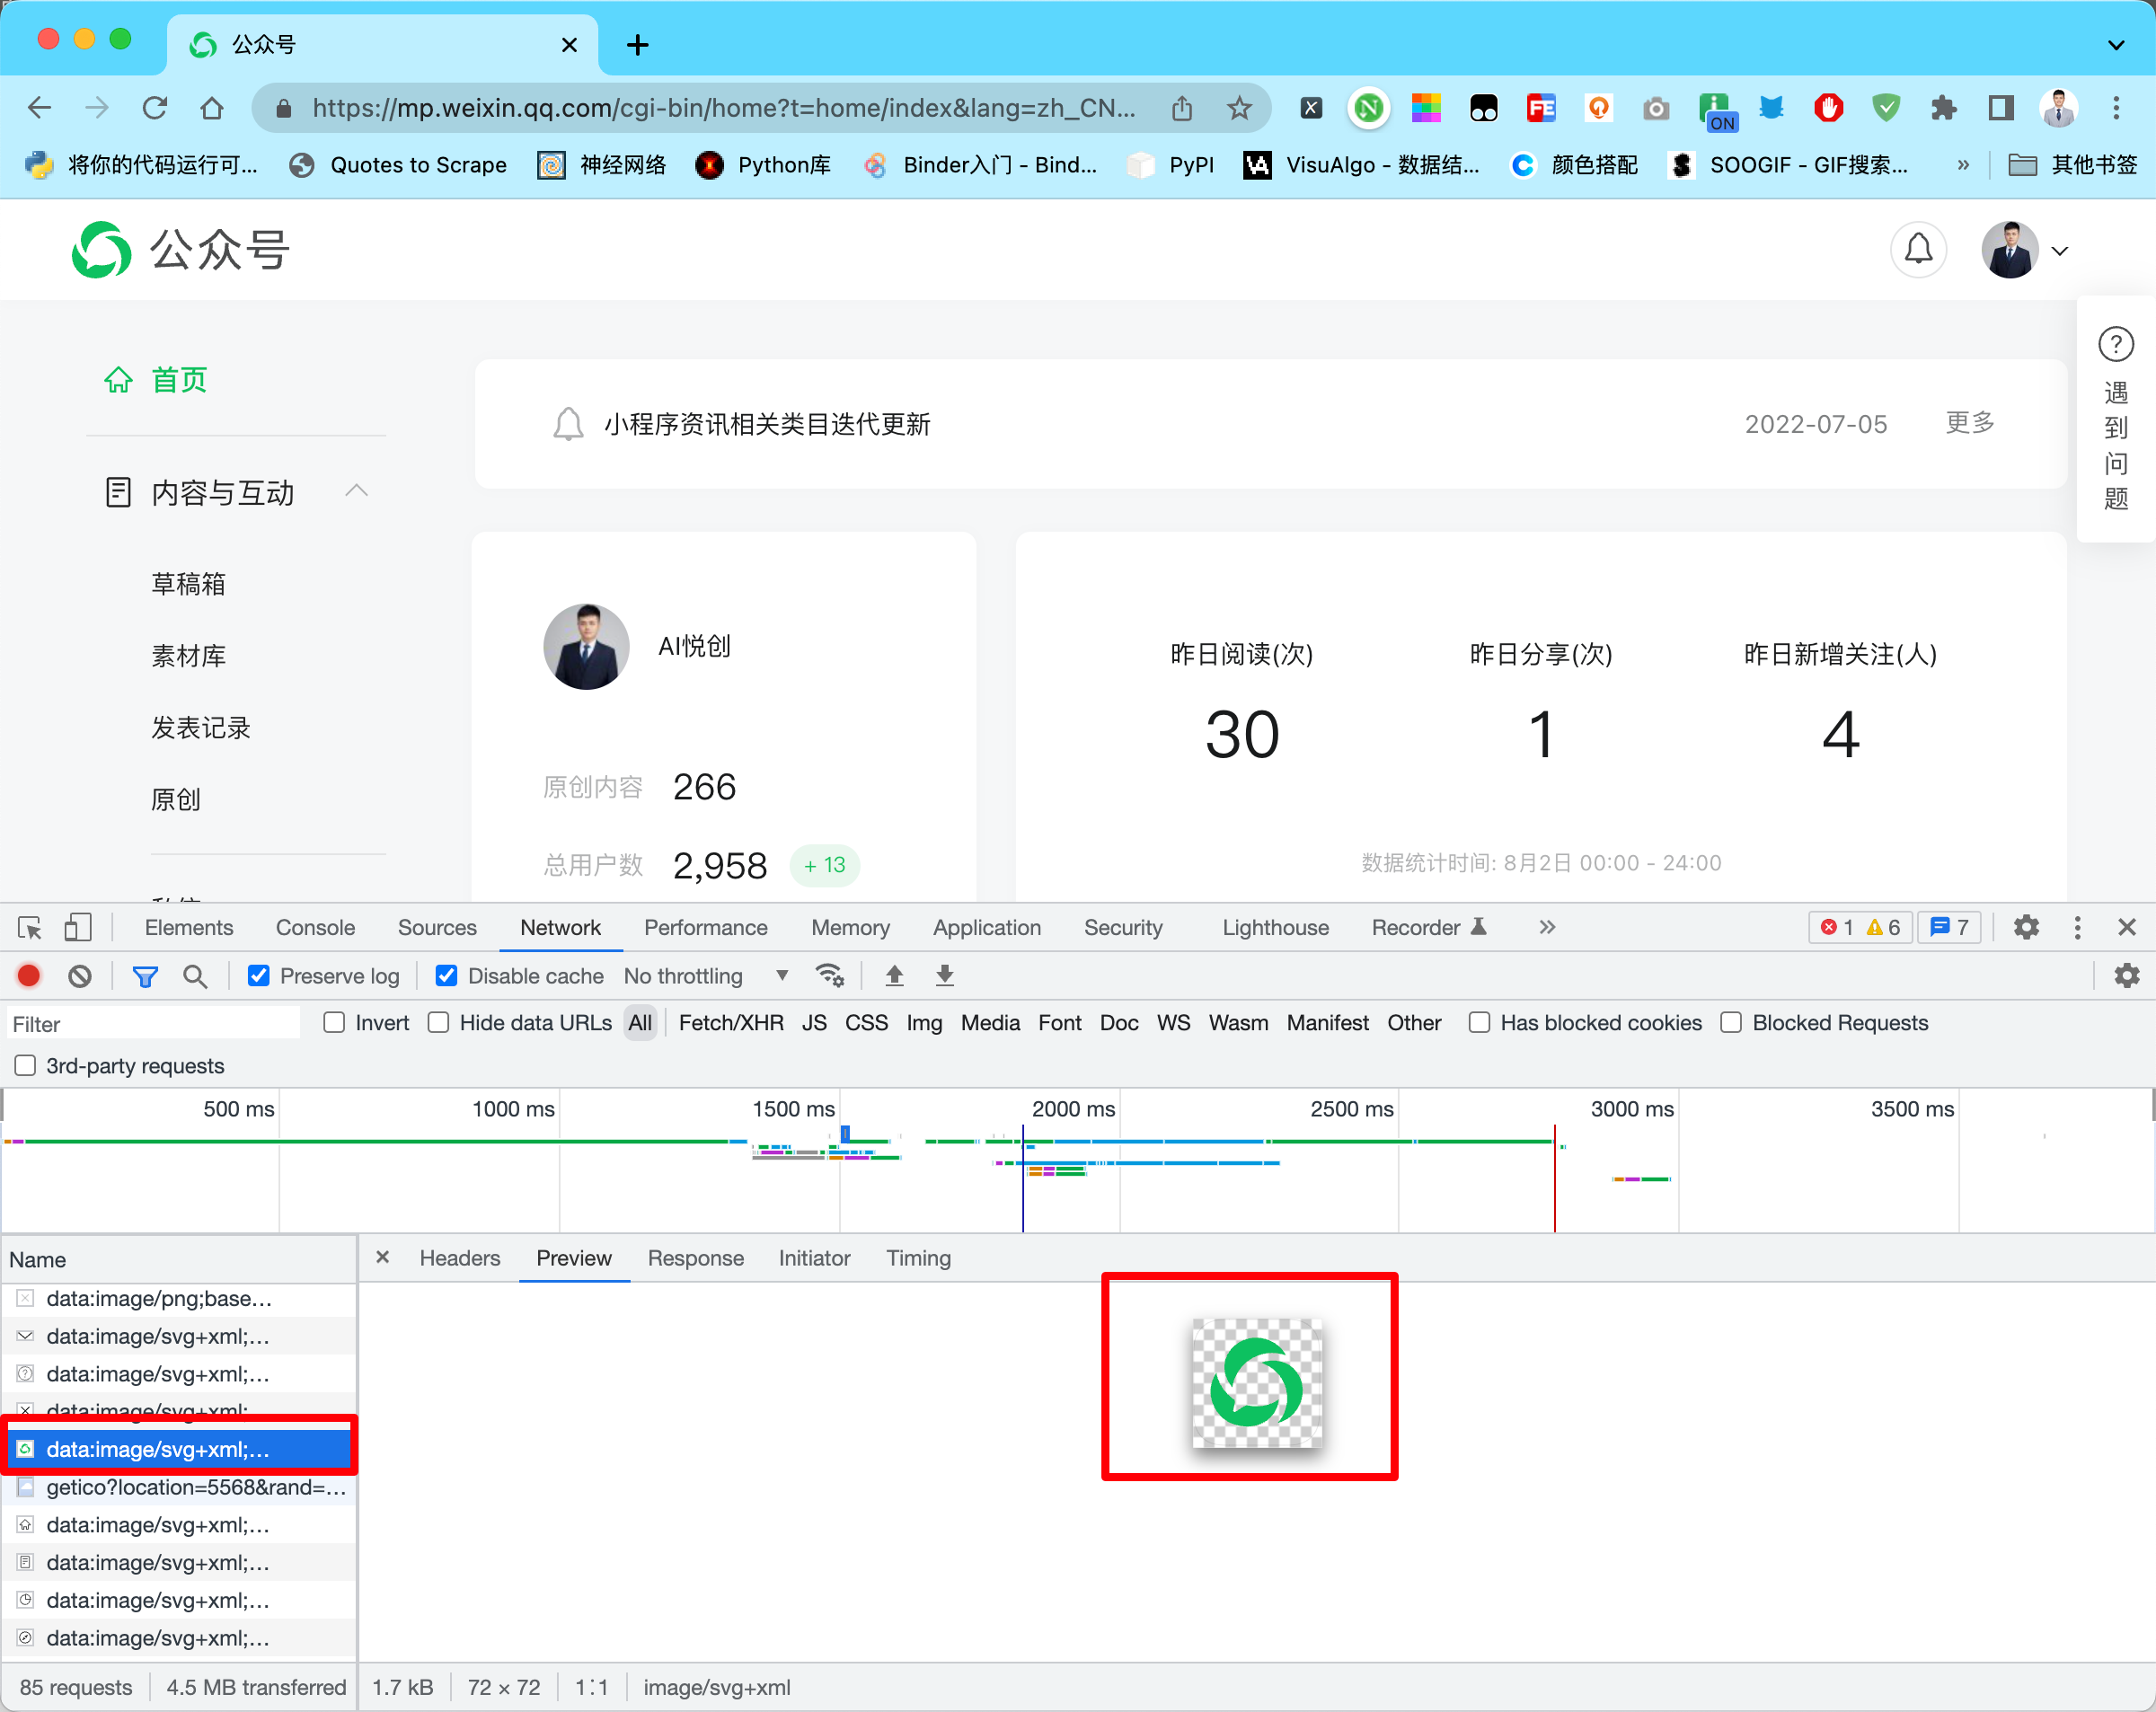 公众号
https://mp.weixin.qq.com/cgi-bin/home?t=home/index&lang=zh_CN...
ON
将你的代码运行可... Quotes to Scrape 神经网络 Python库 Binder入门 - Bind... PyPI VisuAlgo - 数据结... 颜色搭配 SOOGIF - GIF搜索... » 其他书签
公众号
首页
小程序资讯相关类目迭代更新 2022-07-05 更多
遇到问题
内容与互动
草稿箱
素材库
发表记录
原创
AI悦创
原创内容 266
总用户数 2,958 + 13
昨日阅读(次) 昨日分享(次) 昨日新增关注(人)
30 1 4
数据统计时间: 8月2日 00:00 - 24:00
Elements Console Sources Network Performance Memory Application Security Lighthouse Recorder » 1 6 7
Preserve log Disable cache No throttling
Filter Invert Hide data URLs All Fetch/XHR JS CSS Img Media Font Doc WS Wasm Manifest Other Has blocked cookies Blocked Requests
3rd-party requests
500 ms 1000 ms 1500 ms 2000 ms 2500 ms 3000 ms 3500 ms
Name
Headers Preview Response Initiator Timing
data:image/png;base...
data:image/svg+xml;...
data:image/svg+xml;...
data:image/svg+xml;...
data:image/svg+xml;...
getico?location=5568&rand=...
data:image/svg+xml;...
data:image/svg+xml;...
data:image/svg+xml;...
data:image/svg+xml;...
85 requests 4.5 MB transferred 1.7 kB 72 × 72 1:1 image/svg+xml